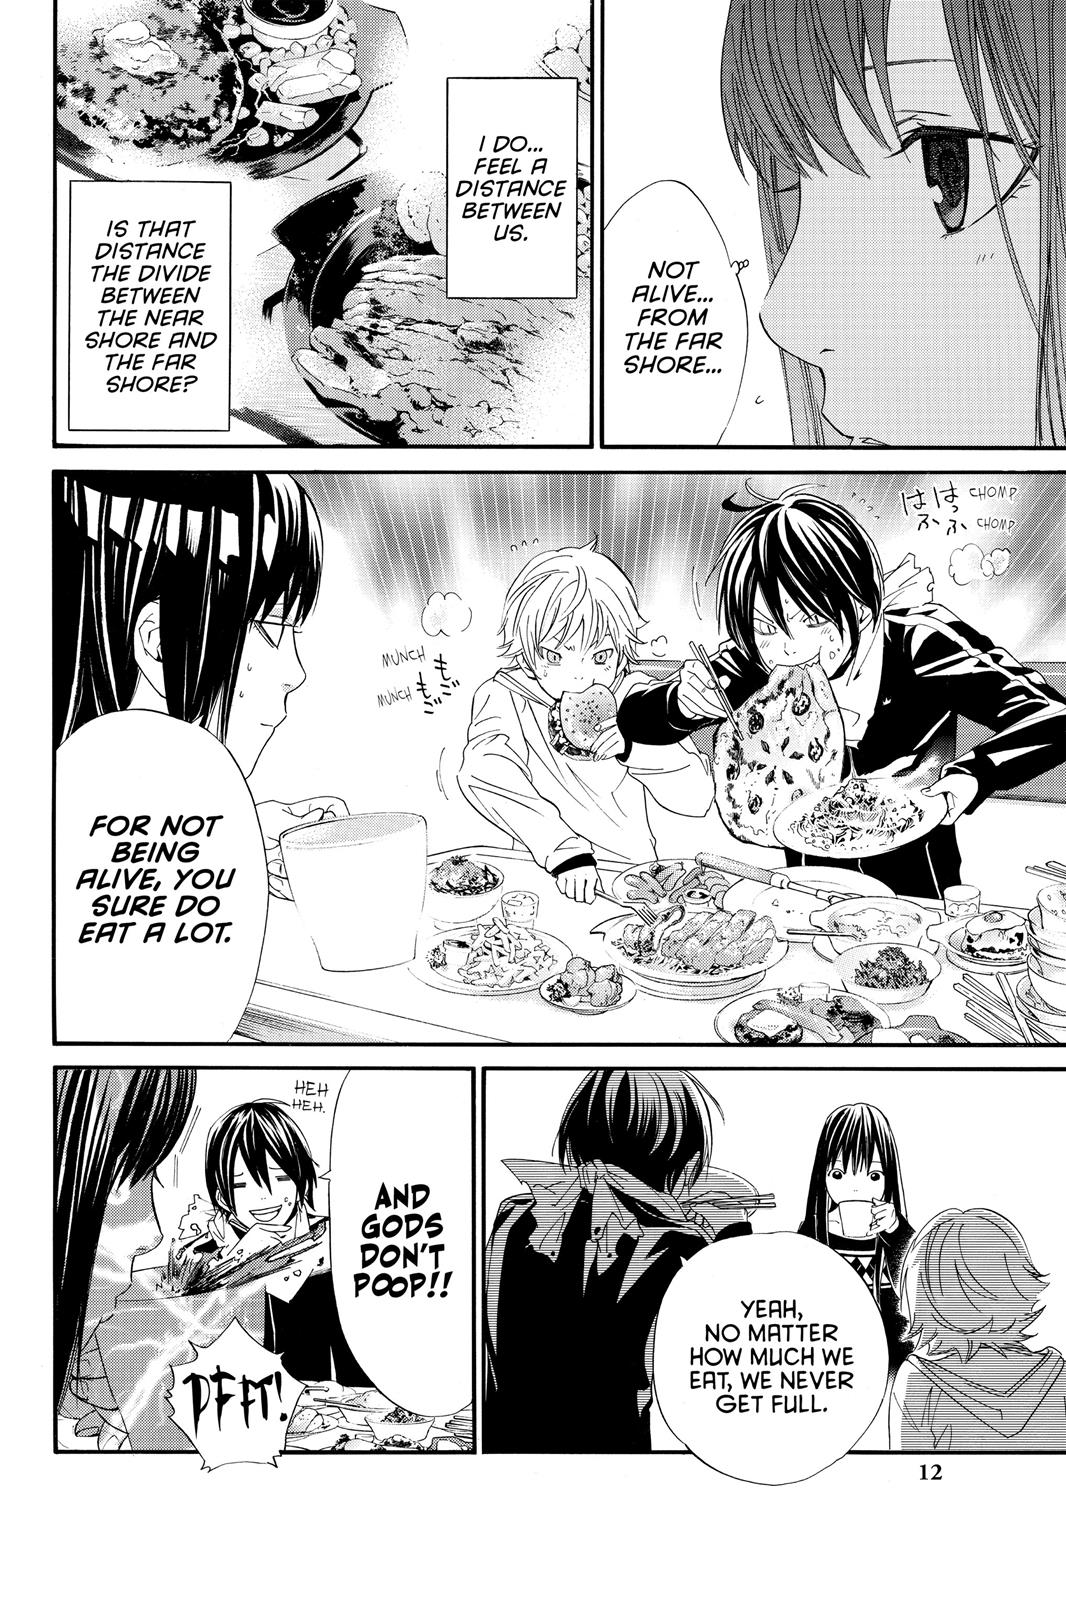 NOT
ALIVE...
FROM
THE FAR
SHORE...
I DO...
FEEL A
DISTANCE
BETWEEN
US.
IS THAT
DISTANCE
THE DIVIDE
BETWEEN
THE NEAR
SHORE AND
THE FAR
SHORE?
はっふ
CHOMP
はふ
CHOMP
MUNCH
もぐ
MUNCH
もぐ
FOR NOT
BEING
ALIVE, YOU
SURE DO
EAT A LOT.
YEAH,
NO MATTER
HOW MUCH WE
EAT, WE NEVER
GET FULL.
HEH
HEH.
AND
GODS
DON'T
POOP!!
PFFT!
12